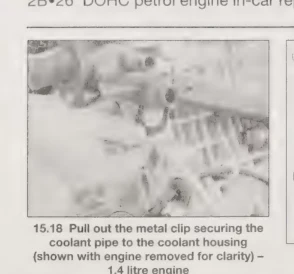 2B•26 DOHC petrol engine in-car re
15.18 Pull out the metal clip securing the
coolant pipe to the coolant housing
(shown with engine removed for clarity) –
1.4 litre engine